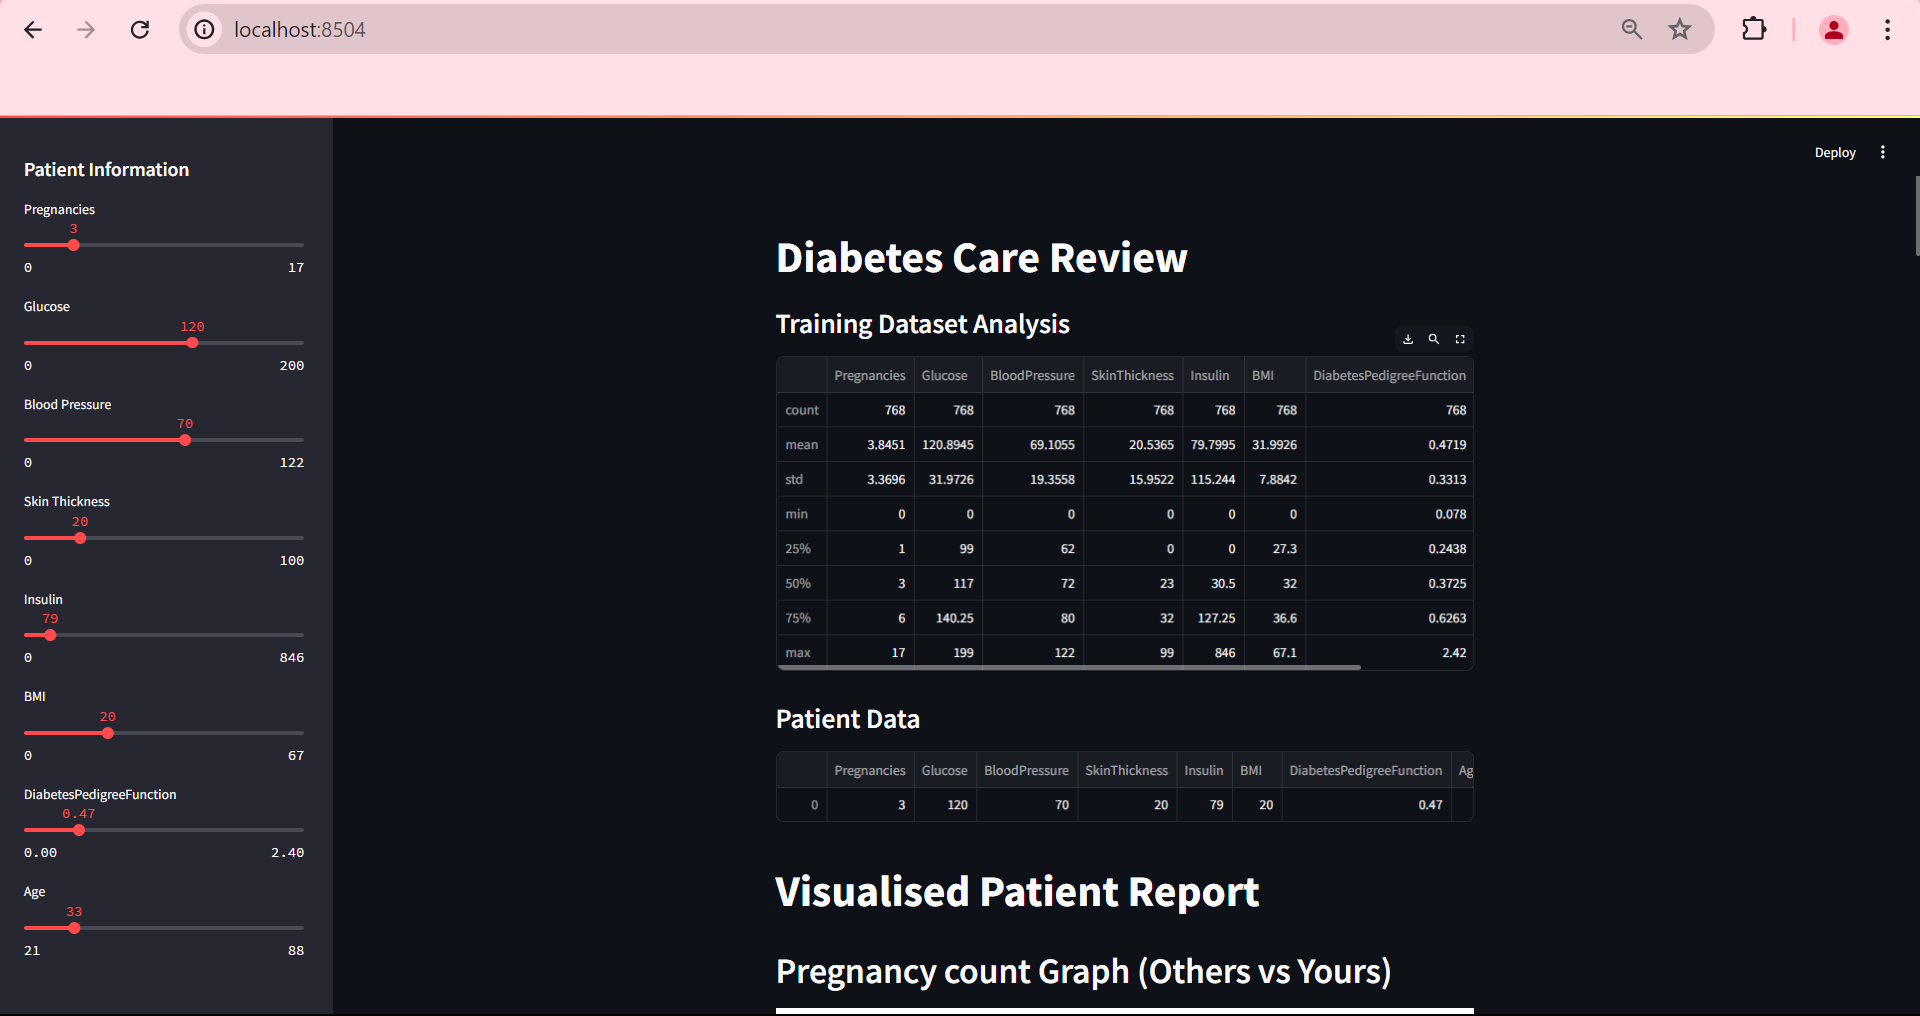 localhost:8504
Deploy
Patient Information
Pregnancies
3
0 17
Glucose
120
0 200
Blood Pressure
70
0 122
Skin Thickness
20
0 100
Insulin
79
0 846
BMI
20
0 67
DiabetesPedigreeFunction
0.47
0.00 2.40
Age
33
21 88
Diabetes Care Review
Training Dataset Analysis
Pregnancies Glucose BloodPressure SkinThickness Insulin BMI DiabetesPedigreeFunction
count 768 768 768 768 768 768 768
mean 3.8451 120.8945 69.1055 20.5365 79.7995 31.9926 0.4719
std 3.3696 31.9726 19.3558 15.9522 115.244 7.8842 0.3313
min 0 0 0 0 0 0 0.078
25% 1 99 62 0 0 27.3 0.2438
50% 3 117 72 23 30.5 32 0.3725
75% 6 140.25 80 32 127.25 36.6 0.6263
max 17 199 122 99 846 67.1 2.42
Patient Data
Pregnancies Glucose BloodPressure SkinThickness Insulin BMI DiabetesPedigreeFunction Ag
0 3 120 70 20 79 20 0.47
Visualised Patient Report
Pregnancy count Graph (Others vs Yours)